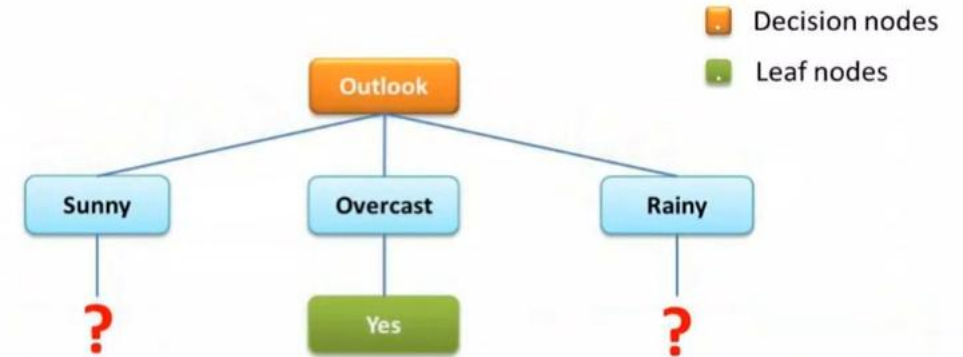 Decision nodes
Leaf nodes
Outlook
Sunny
Overcast
Rainy
?
Yes
?